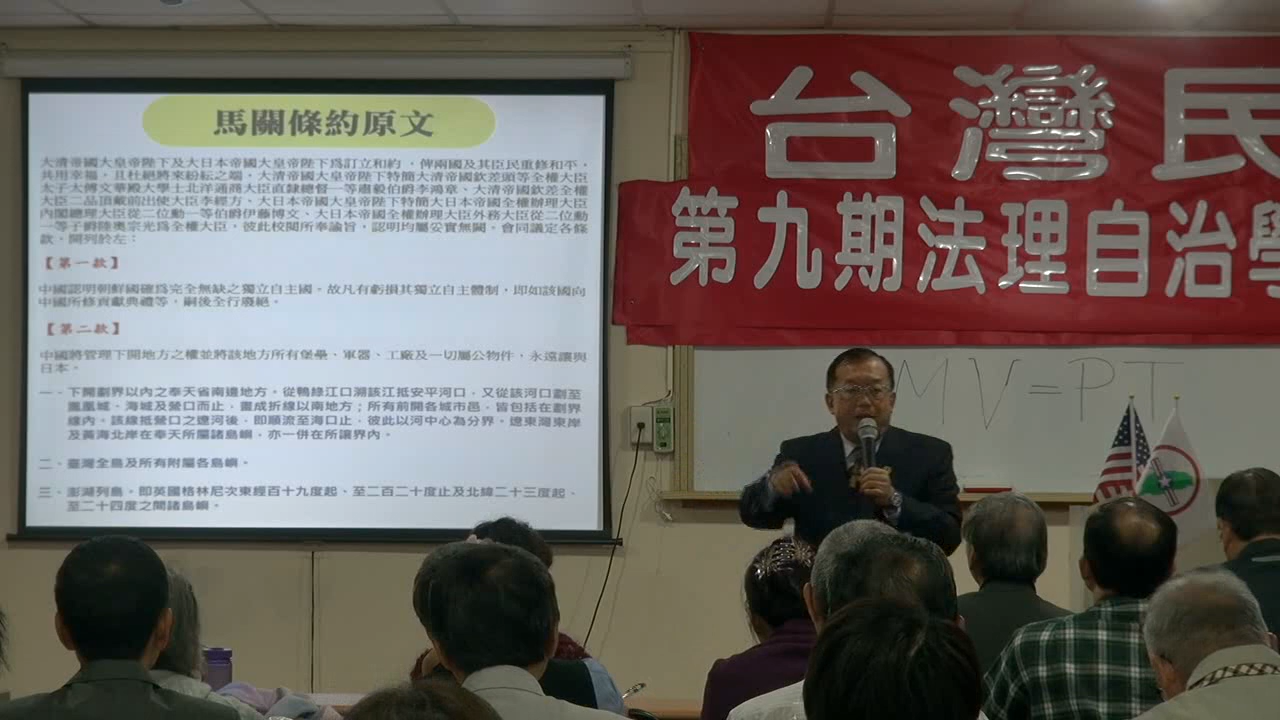 馬關條約原文
大清帝國大皇帝陛下及大日本帝國大皇帝陛下爲訂立和約，俾兩國及其臣民重修和平，
共用幸福，且杜絕將來紛紜之端，大清帝國大皇帝陛下特簡大清帝國欽差頭等全權大臣
太子太傅文華殿大學士北洋通商大臣直隸總督一等肅毅伯爵李鴻章、大清帝國欽差全權
大臣二品頂戴前出使大臣李經方、大日本帝國大皇帝陛下特簡大日本帝國全權辦理大臣
內閣總理大臣從二位勳一等伯爵伊藤博文、大日本帝國全權辦理大臣外務大臣從二位勳
一等子爵陸奧宗光爲全權大臣，彼此校閱所奉諭旨，認明均屬妥實無闕。會同議定各條
款，開列於左：
【第一款】
中國認明朝鮮國確爲完全無缺之獨立自主國。故凡有虧損其獨立自主體制，即如該國向
中國所修貢獻典禮等，嗣後全行廢絕。
【第二款】
中國將管理下開地方之權並將該地方所有堡壘、軍器、工廠及一切屬公物件，永遠讓與
日本。
一、下開劃界以內之奉天省南邊地方。從鴨綠江口溯該江抵安平河口，又從該河口劃至
鳳凰城、海城及營口而止，畫成折線以南地方；所有前開各城市邑，皆包括在劃界
線內。該線抵營口之遼河後，即順流至海口止，彼此以河中心為分界。遼東灣東岸
及黃海北岸在奉天所屬諸島嶼，亦一併在所讓界內。
二、臺灣全島及所有附屬各島嶼。
三、澎湖列島。即英國格林尼次東經百十九度起、至二百二十度止及北緯二十三度起、
至二十四度之間諸島嶼。
台灣民
第九期法理自治學
MV=PT